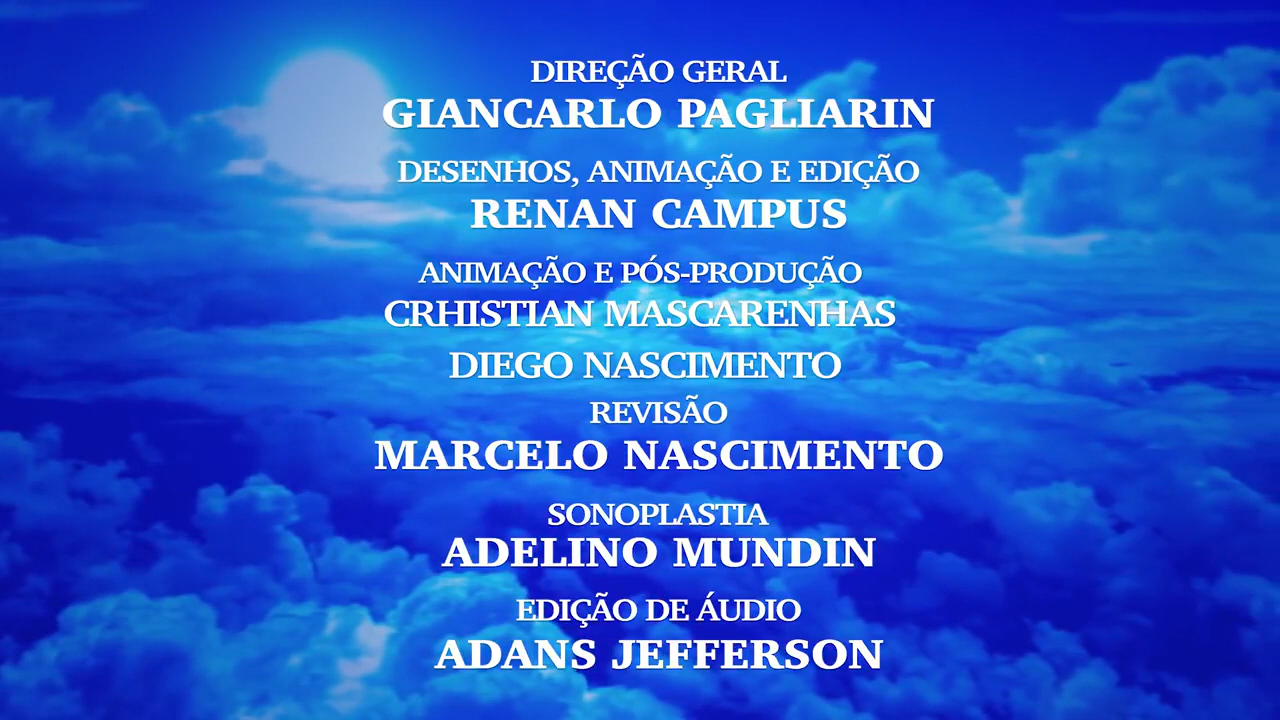 DIREÇÃO GERAL
GIANCARLO PAGLIARIN
DESENHOS, ANIMAÇÃO E EDIÇÃO
RENAN CAMPUS
ANIMAÇÃO E PÓS-PRODUÇÃO
CRHISTIAN MASCARENHAS
DIEGO NASCIMENTO
REVISÃO
MARCELO NASCIMENTO
SONOPLASTIA
ADELINO MUNDIN
EDIÇÃO DE ÁUDIO
ADANS JEFFERSON